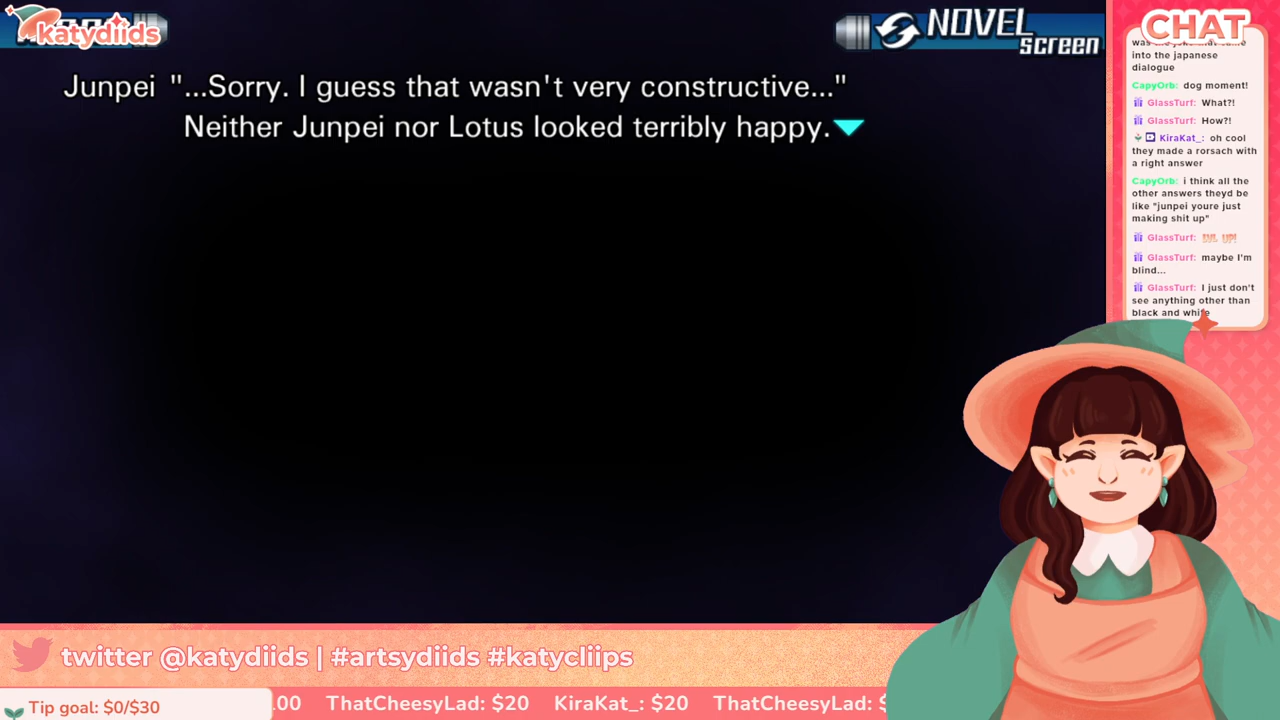 katydiids
NOVEL
Screen
CHAT
Junpei "...Sorry. I guess that wasn't very constructive..."
Neither Junpei nor Lotus looked terribly happy.
into the japanese
dialogue
CapyOrb: dog moment!
GlassTurf: What?!
GlassTurf: How?!
KiraKat_: oh cool
they made a rorsach with
a right answer
CapyOrb: i think all the
other answers theyd be
like "junpei youre just
making shit up"
GlassTurf: LVL UP!
GlassTurf: maybe I'm
blind...
GlassTurf: I just don't
see anything other than
black and white
twitter @katydiids | #artsydiids #katycliips
Tip goal: $0/$30
.00 ThatCheesyLad: $20 KiraKat_: $20 ThatCheesyLad: $